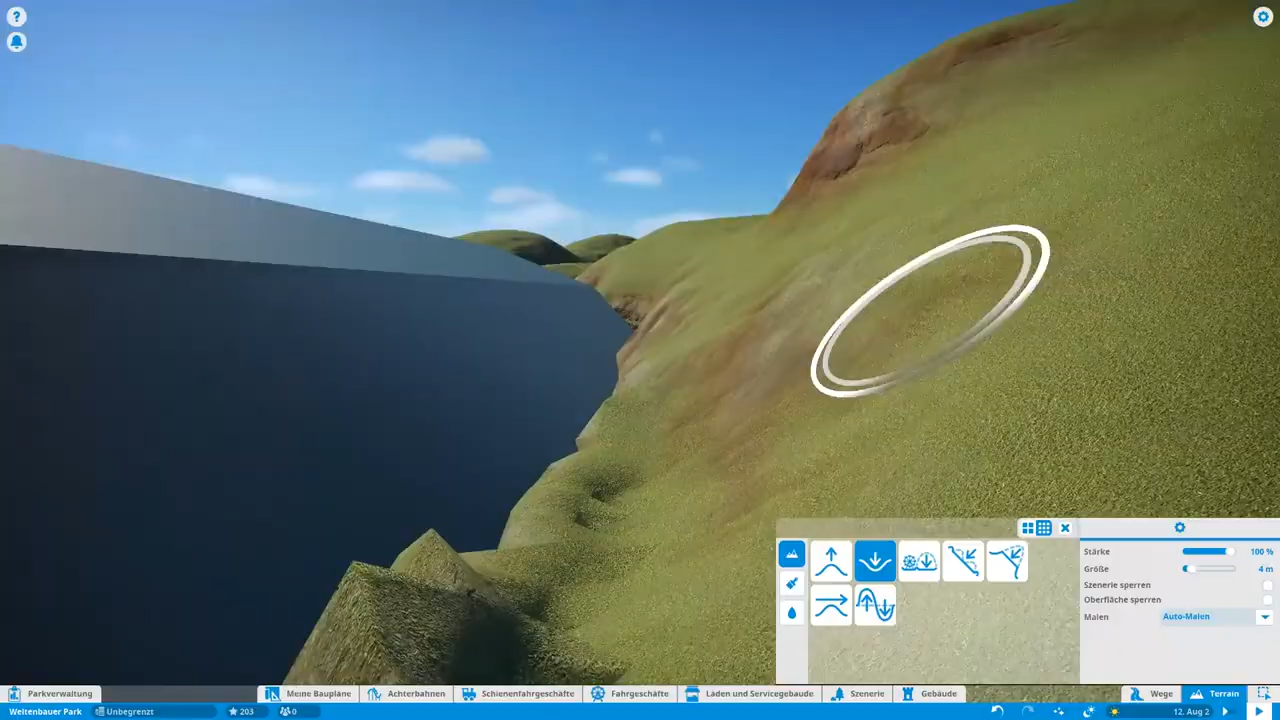 ?
Stärke 100 %
Größe 4 m
Szenerie sperren
Oberfläche sperren
Malen Auto-Malen
Parkverwaltung Meine Baupläne Achterbahnen Schienenfahrgeschäfte Fahrgeschäfte Läden und Servicegebäude Szenerie Gebäude Wege Terrain
Weltenbauer Park Unbegrenzt 203 0 12. Aug 2